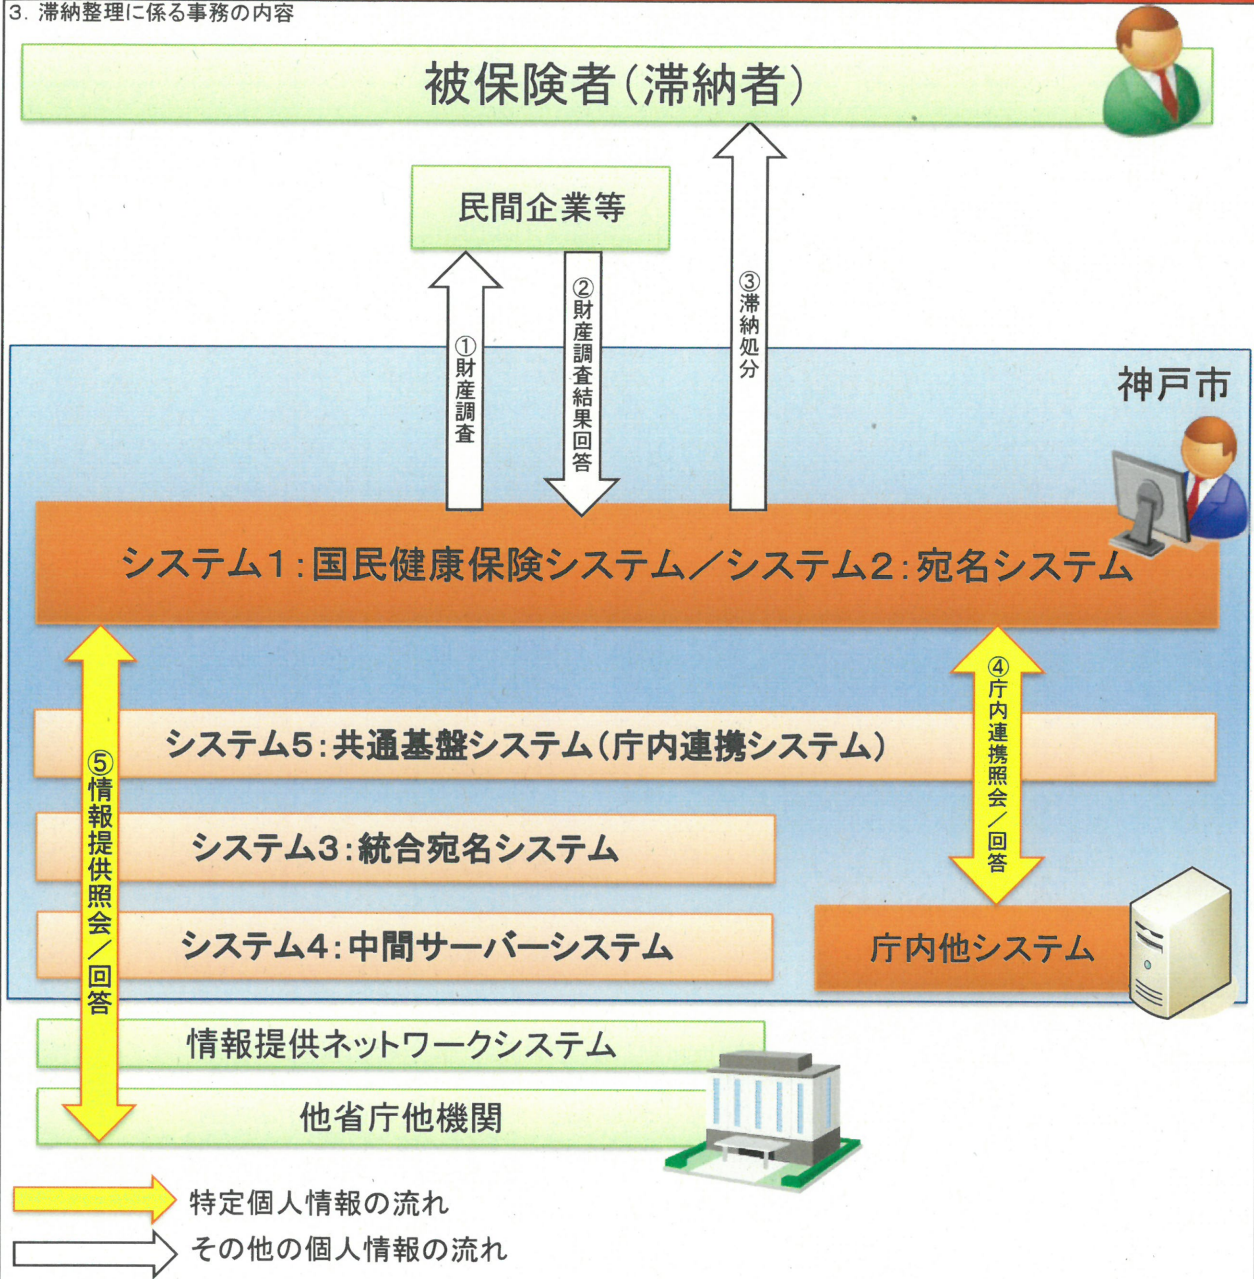 3. 滞納整理に係る事務の内容
被保険者(滞納者)
民間企業等
①財産調査
②財産調査結果回答
③滞納処分
神戸市
システム1:国民健康保険システム/システム2:宛名システム
④庁内連携照会/回答
システム5:共通基盤システム(庁内連携システム)
⑤情報提供照会/回答
システム3:統合宛名システム
システム4:中間サーバーシステム
庁内他システム
情報提供ネットワークシステム
他省庁他機関
特定個人情報の流れ
その他の個人情報の流れ